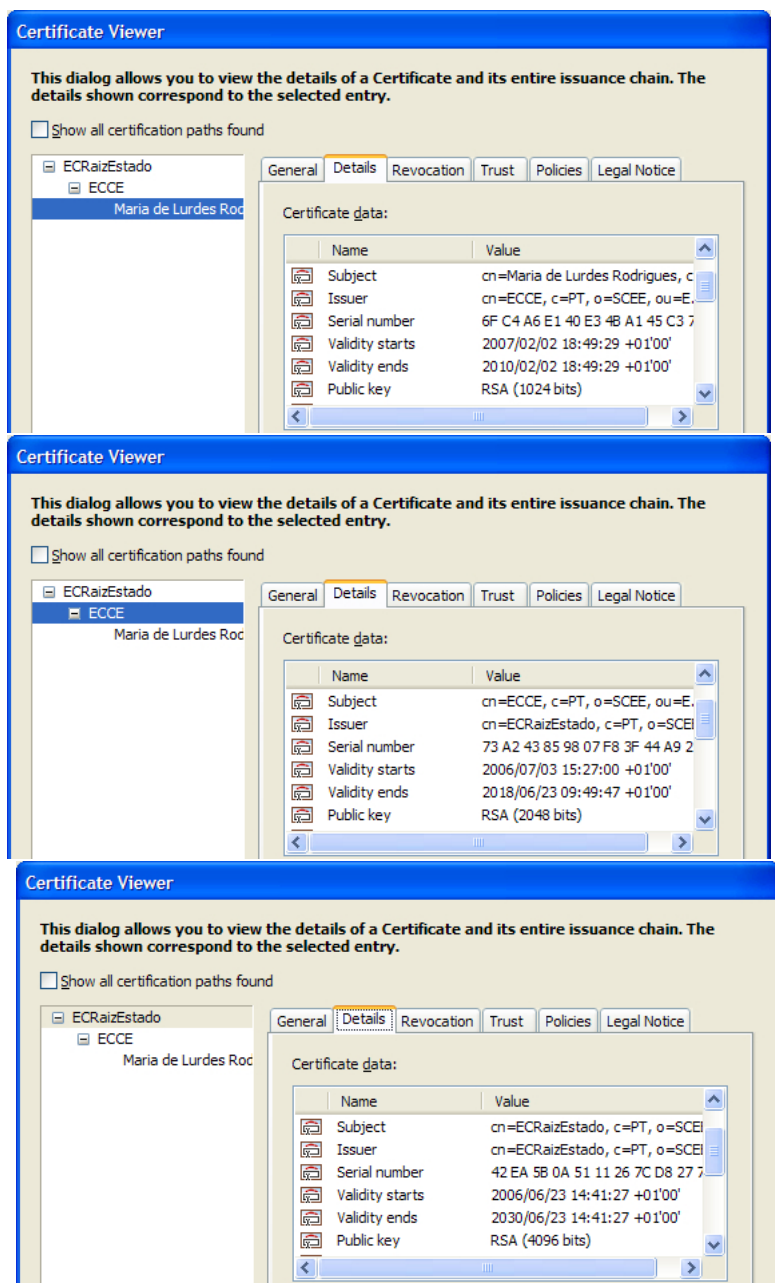 Certificate Viewer
This dialog allows you to view the details of a Certificate and its entire issuance chain. The
details shown correspond to the selected entry.
Show all certification paths found
ECRaizEstado
ECCE
Maria de Lurdes Roc
General Details Revocation Trust Policies Legal Notice
Certificate data:
Name Value
Subject cn=Maria de Lurdes Rodrigues, c
Issuer cn=ECCE, c=PT, o=SCEE, ou=E.
Serial number 6F C4 A6 E1 40 E3 4B A1 45 C3 7
Validity starts 2007/02/02 18:49:29 +01'00'
Validity ends 2010/02/02 18:49:29 +01'00'
Public key RSA (1024 bits)
Certificate Viewer
This dialog allows you to view the details of a Certificate and its entire issuance chain. The
details shown correspond to the selected entry.
Show all certification paths found
ECRaizEstado
ECCE
Maria de Lurdes Roc
General Details Revocation Trust Policies Legal Notice
Certificate data:
Name Value
Subject cn=ECCE, c=PT, o=SCEE, ou=E.
Issuer cn=ECRaizEstado, c=PT, o=SCEI
Serial number 73 A2 43 85 98 07 F8 3F 44 A9 2
Validity starts 2006/07/03 15:27:00 +01'00'
Validity ends 2018/06/23 09:49:47 +01'00'
Public key RSA (2048 bits)
Certificate Viewer
This dialog allows you to view the details of a Certificate and its entire issuance chain. The
details shown correspond to the selected entry.
Show all certification paths found
ECRaizEstado
ECCE
Maria de Lurdes Roc
General Details Revocation Trust Policies Legal Notice
Certificate data:
Name Value
Subject cn=ECRaizEstado, c=PT, o=SCEI
Issuer cn=ECRaizEstado, c=PT, o=SCEI
Serial number 42 EA 5B 0A 51 11 26 7C D8 27 7
Validity starts 2006/06/23 14:41:27 +01'00'
Validity ends 2030/06/23 14:41:27 +01'00'
Public key RSA (4096 bits)